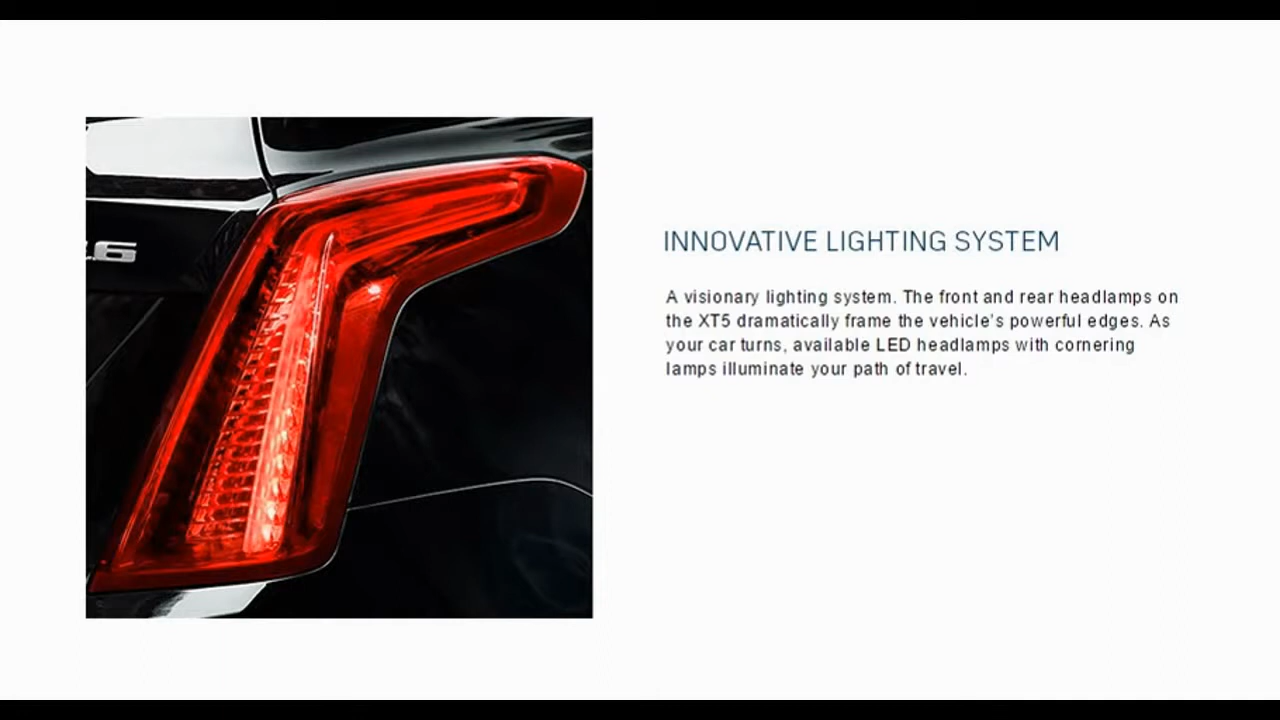 .6
INNOVATIVE LIGHTING SYSTEM
A visionary lighting system. The front and rear headlamps on
the XT5 dramatically frame the vehicle's powerful edges. As
your car turns, available LED headlamps with cornering
lamps illuminate your path of travel.